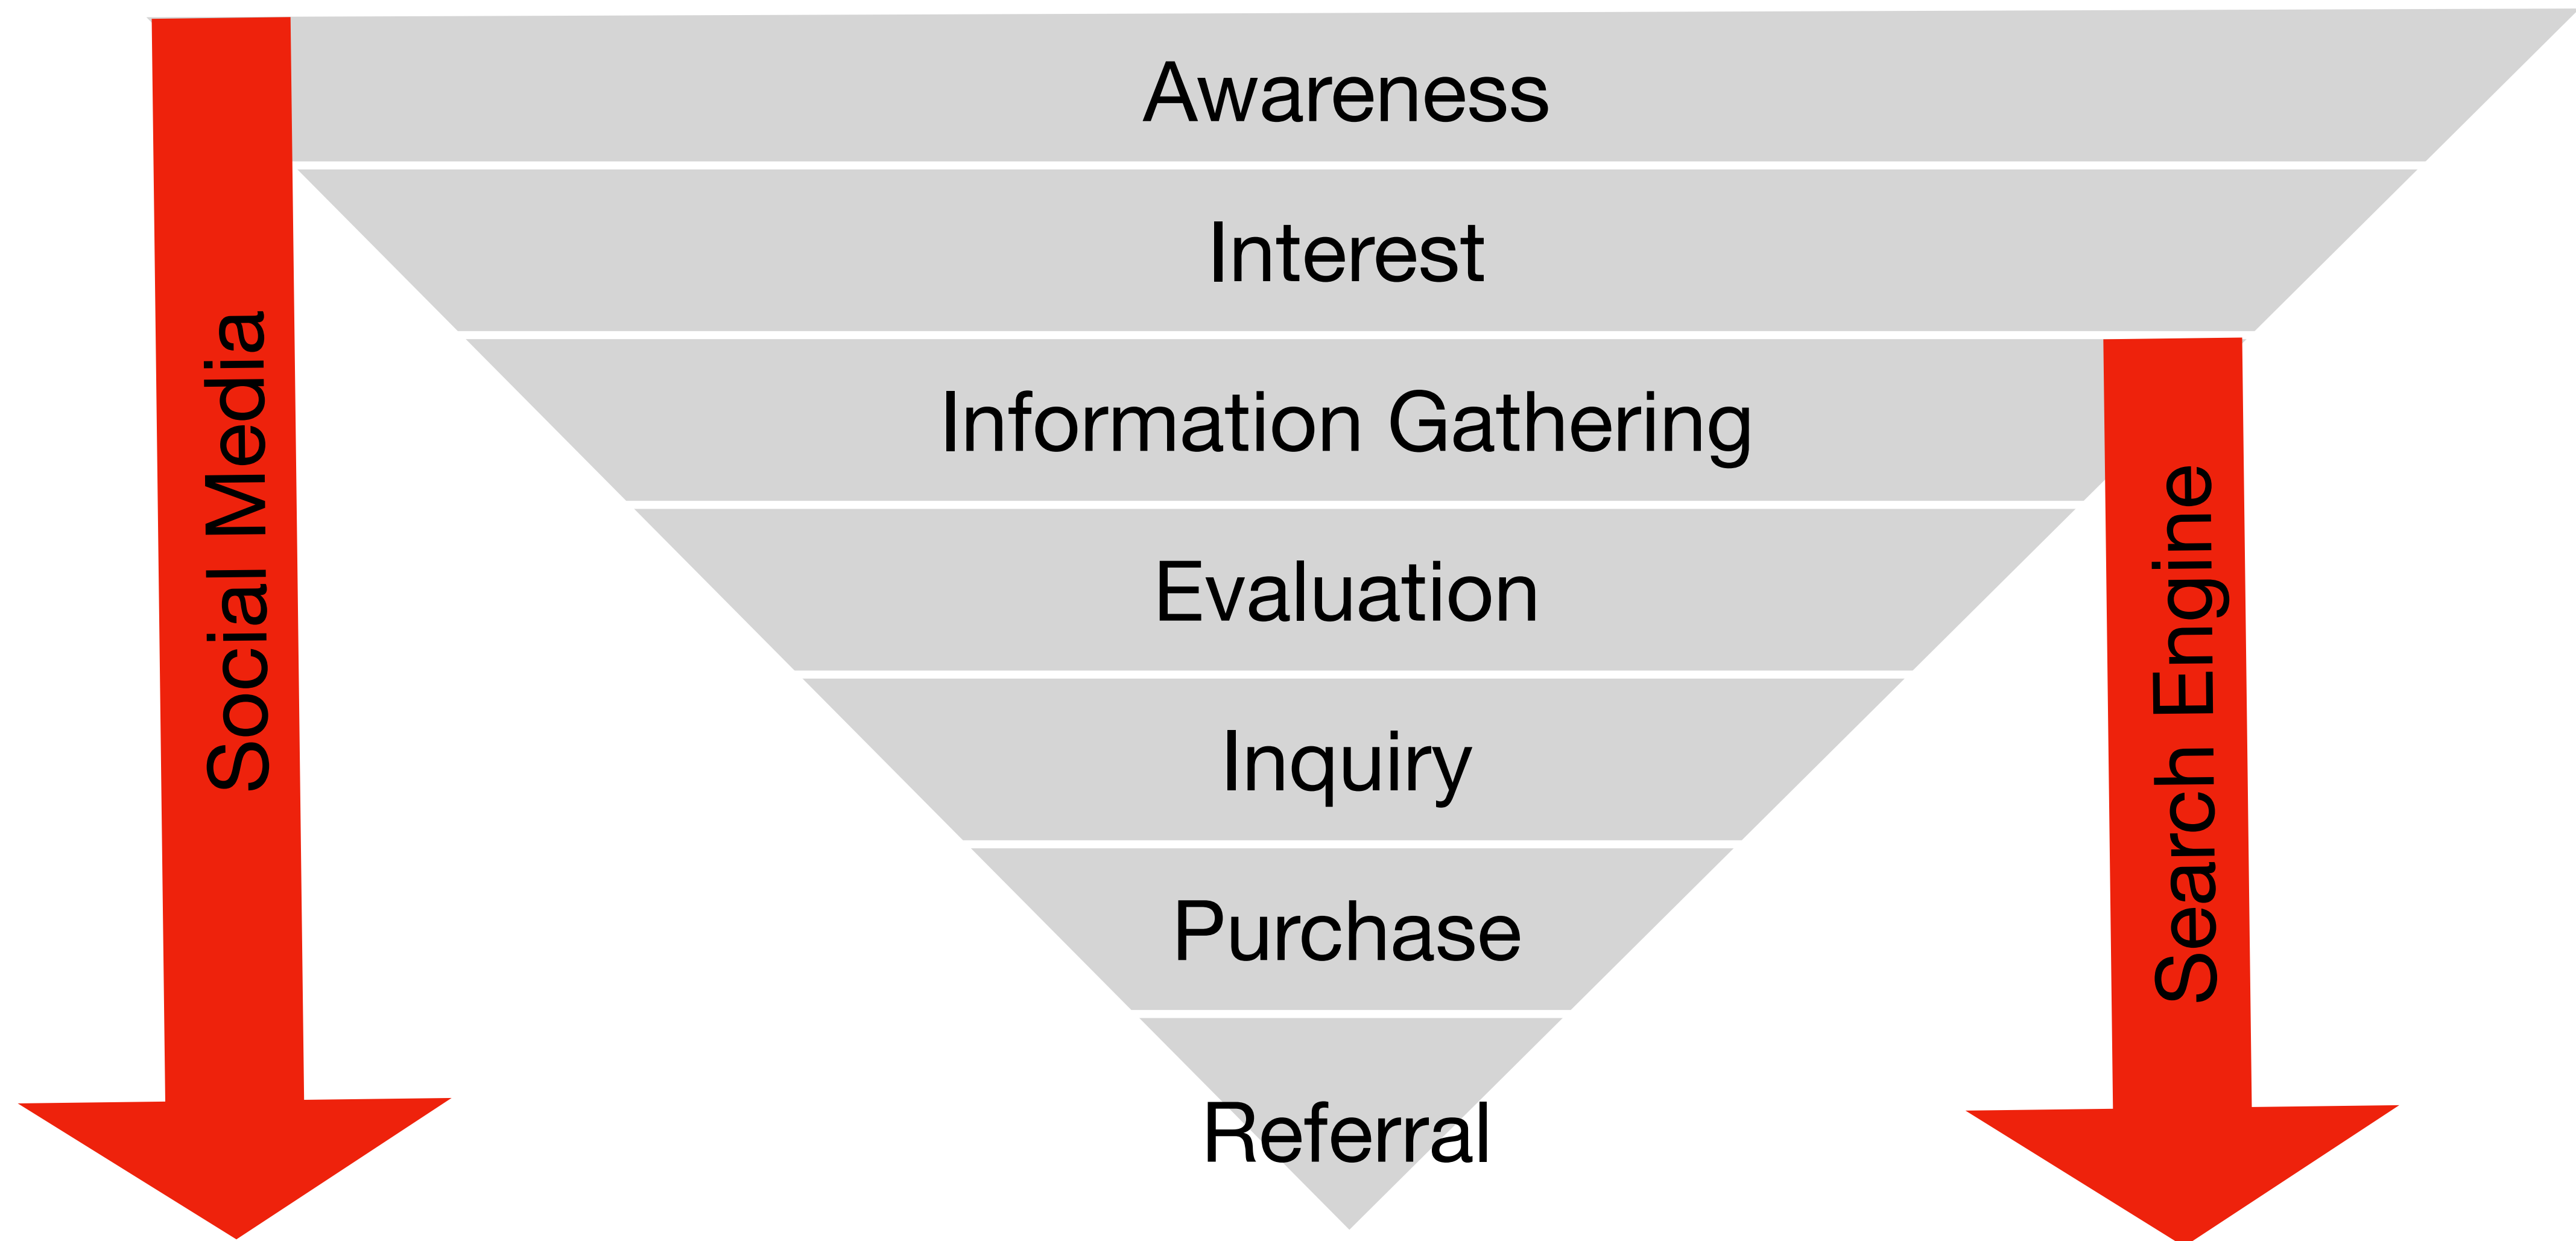 Awareness
Interest
Information Gathering
Evaluation
Inquiry
Purchase
Referral
Social Media
Search Engine